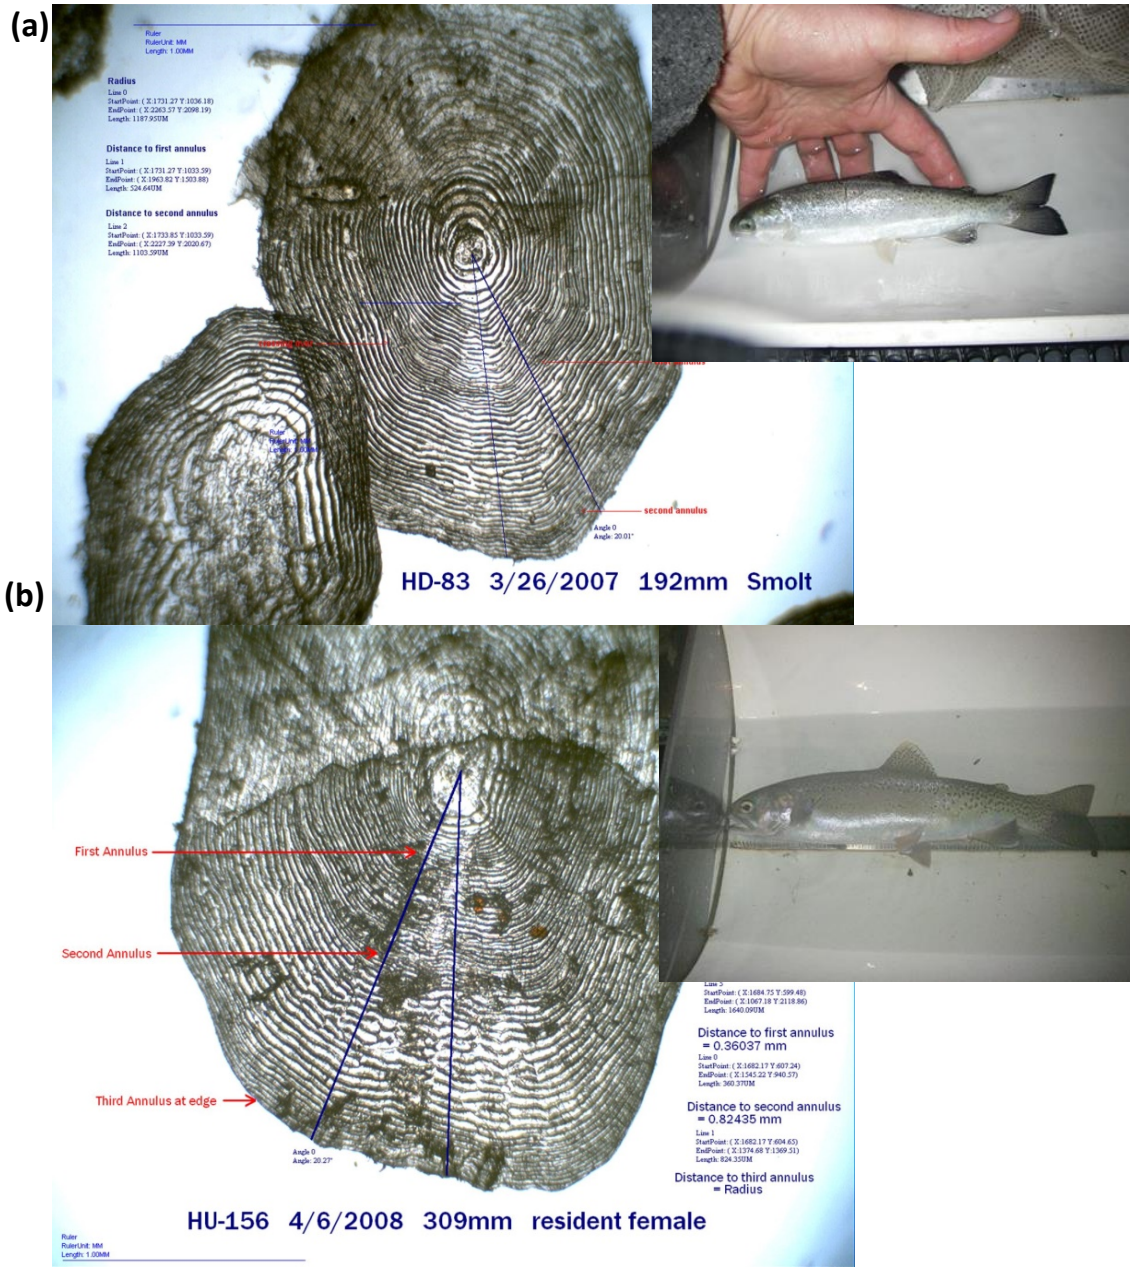 (a)
Ruler
RulerUnit: MM
Length: 1.00MM
Radius
Line 0
StartPoint: ( X:1731.27 Y:1036.18)
EndPoint: ( X:2263.57 Y:2098.19)
Length: 1187.95UM
Distance to first annulus
Line 1
StartPoint: ( X:1731.27 Y:1033.59)
EndPoint: ( X:1963.82 Y:1503.88)
Length: 524.64UM
Distance to second annulus
Line 2
StartPoint: ( X:1733.85 Y:1033.59)
EndPoint: ( X:2227.39 Y:2020.67)
Length: 1103.59UM
annulus
Ruler
RulerUnit: MM
Length: 1.00MM
second annulus
Angle 0
Angle: 20.01°
HD-83 3/26/2007 192mm Smolt
(b)
First Annulus
Second Annulus
Third Annulus at edge
Angle 0
Angle: 20.27°
Line 5
StartPoint: ( X:1684.75 Y:599.48)
EndPoint: ( X:1067.18 Y:2118.86)
Length: 1640.09UM
Distance to first annulus
= 0.36037 mm
Line 0
StartPoint: ( X:1682.17 Y:607.24)
EndPoint: ( X:1545.22 Y:940.57)
Length: 360.37UM
Distance to second annulus
= 0.82435 mm
Line 1
StartPoint: ( X:1682.17 Y:604.65)
EndPoint: ( X:1374.68 Y:1369.51)
Length: 824.35UM
Distance to third annulus
= Radius
HU-156 4/6/2008 309mm resident female
Ruler
RulerUnit: MM
Length: 1.00MM